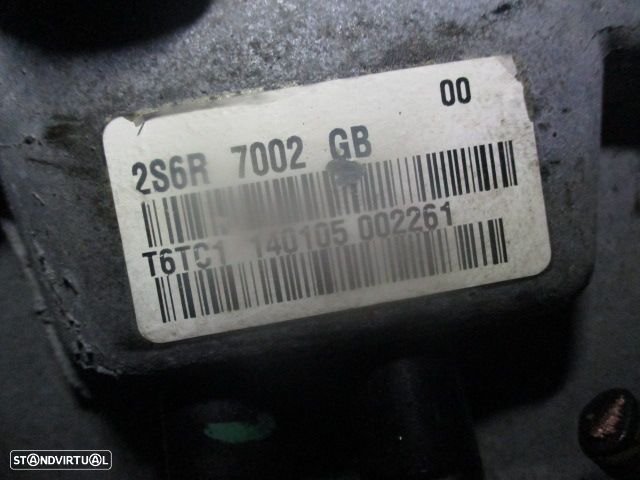 00
2S6R 7002 GB
T6TC1 140105 002261
STANDVIRTUAL